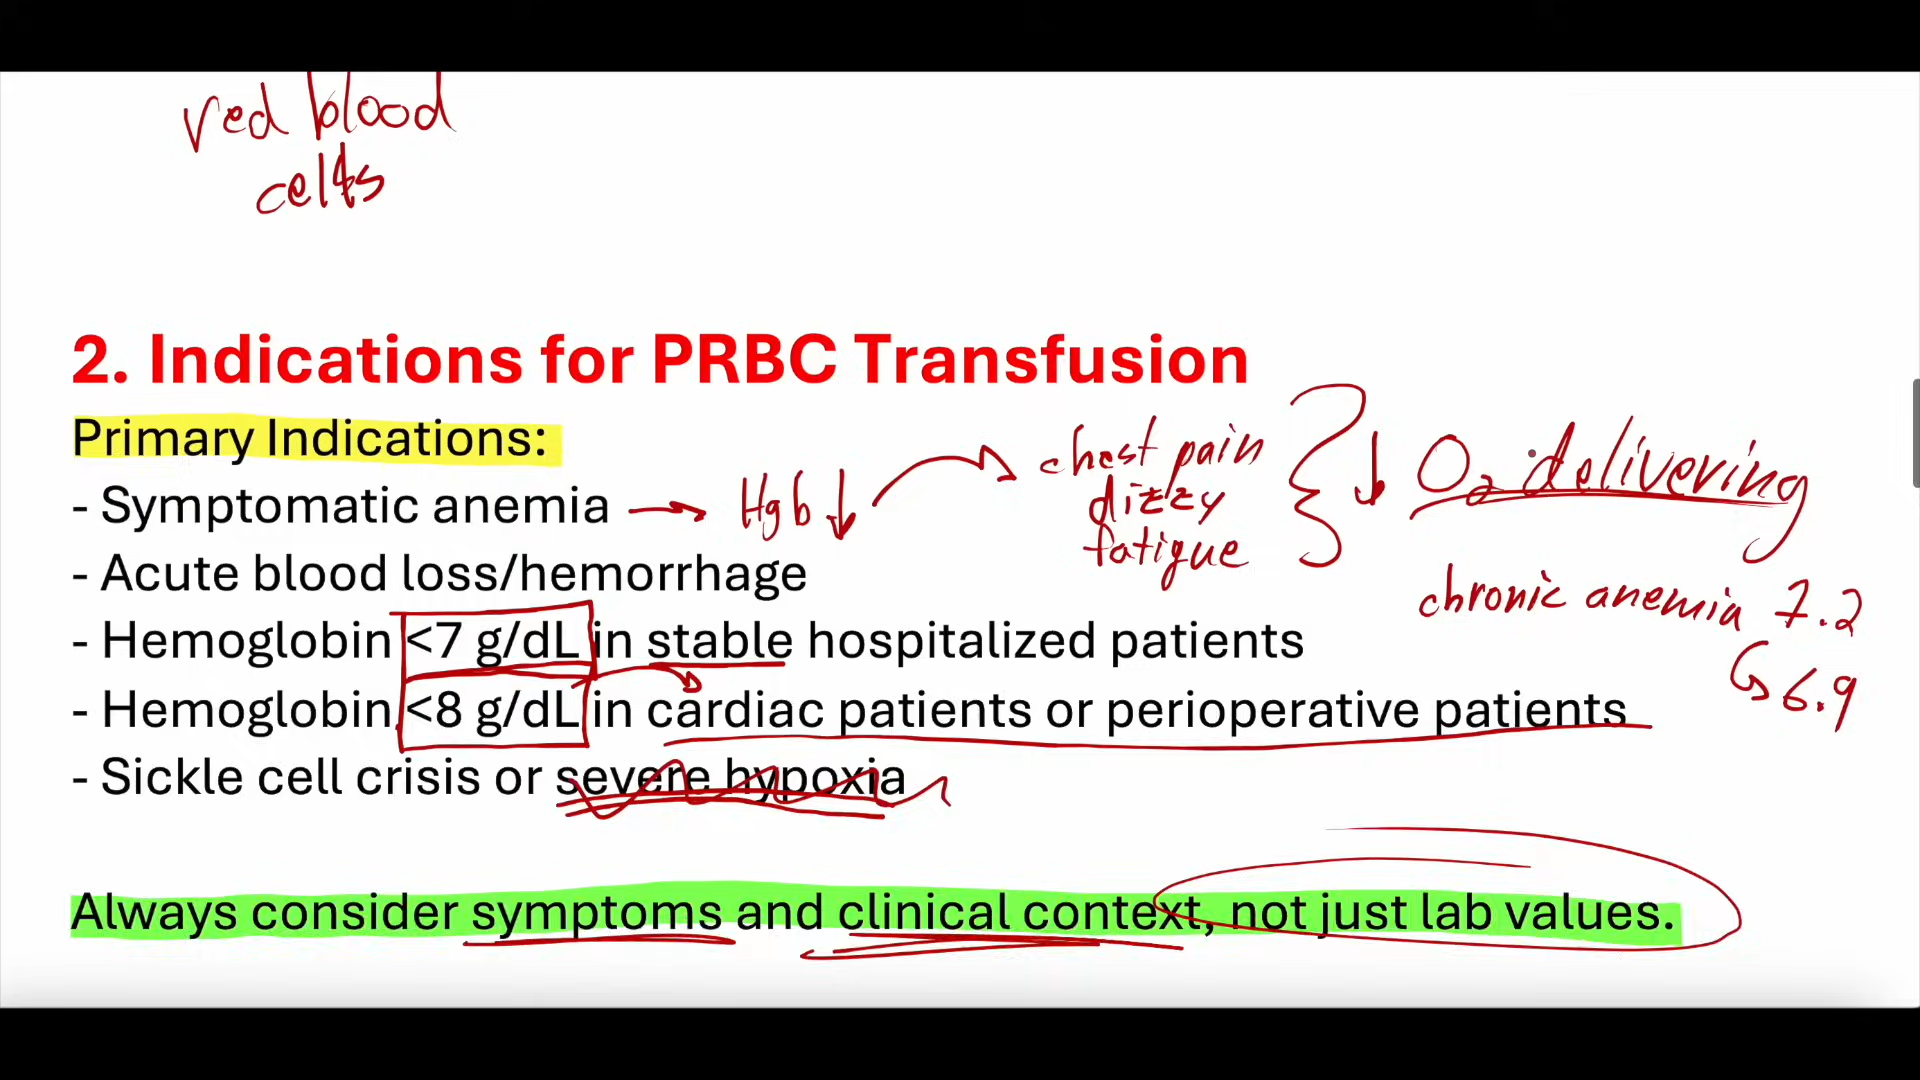 red blood
cells
2. Indications for PRBC Transfusion
Primary Indications:
- Symptomatic anemia → Hgb ↓
chest pain
dizzy
fatigue
↓ O2 delivering
- Acute blood loss/hemorrhage
chronic anemia 7.2
6.9
- Hemoglobin <7 g/dL in stable hospitalized patients
- Hemoglobin <8 g/dL in cardiac patients or perioperative patients
- Sickle cell crisis or severe hypoxia
Always consider symptoms and clinical context, not just lab values.